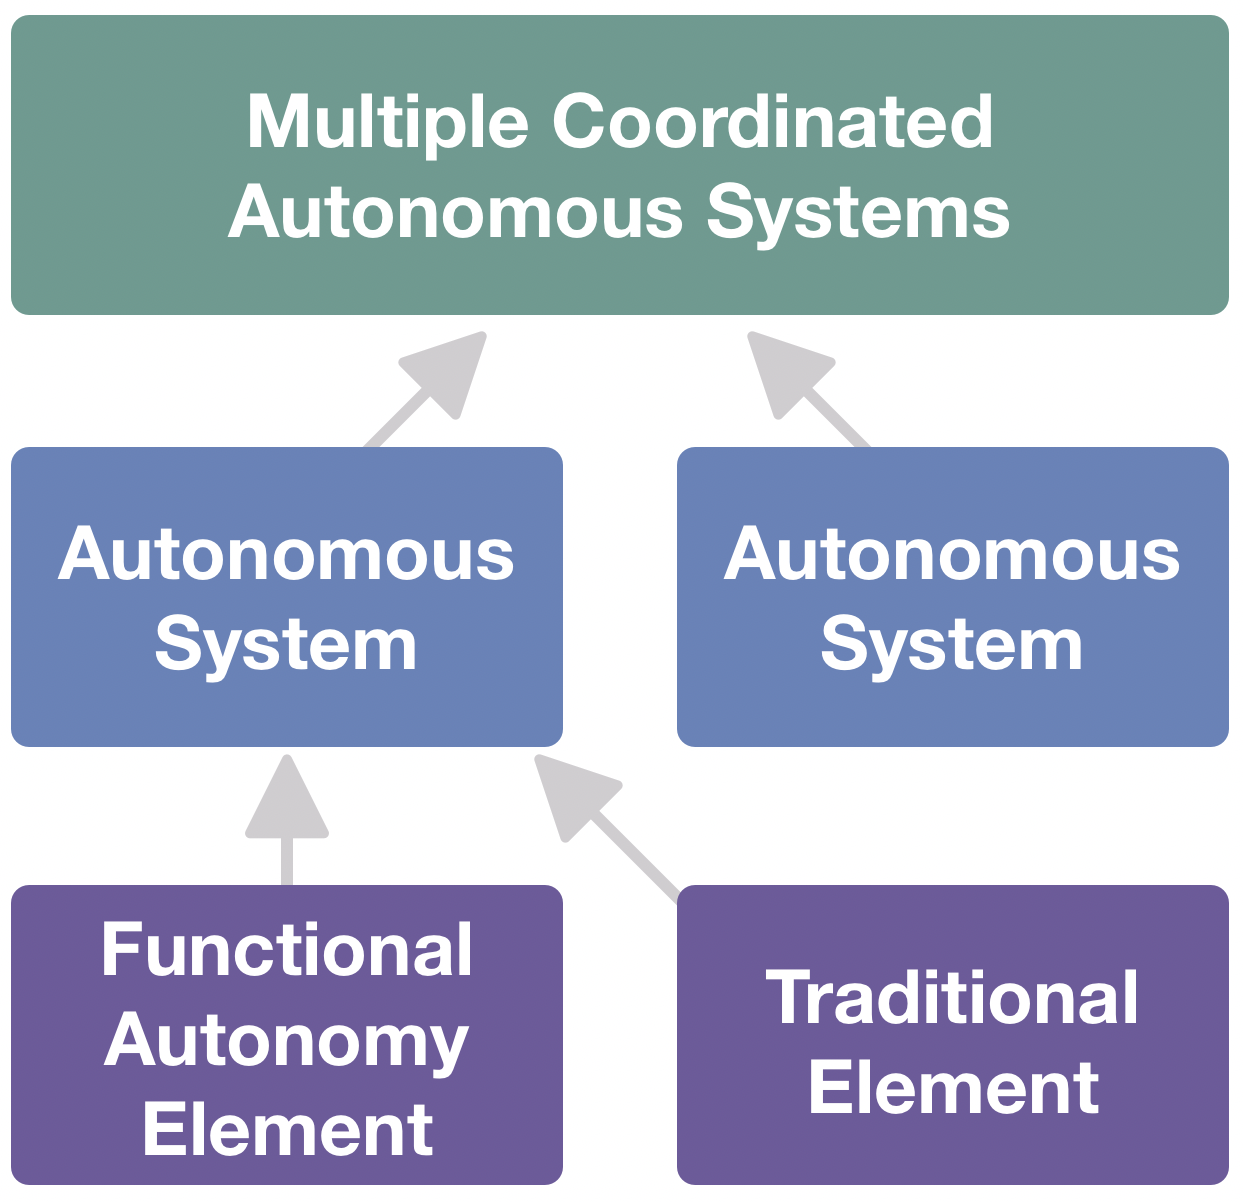 Multiple Coordinated
Autonomous Systems
Autonomous
System
Autonomous
System
Functional
Autonomy
Element
Traditional
Element